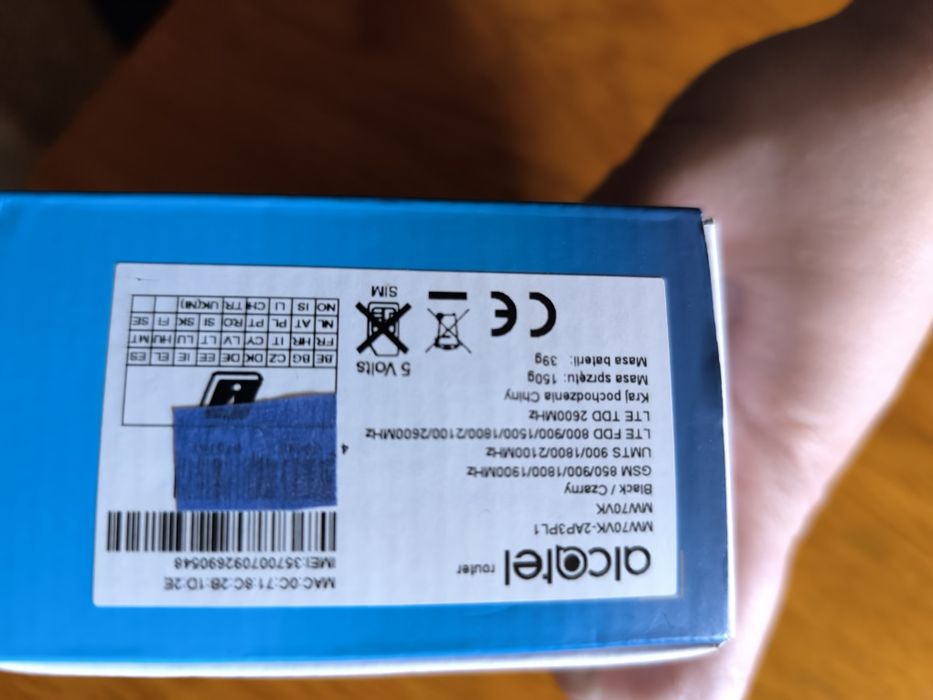 alcatel router
MW70VK-2AP3PL1
MW70VK
Black / Czarny
GSM 850/900/1800/1900MHz
UMTS 900/1800/2100MHz
LTE FDD 800/900/1500/1800/2100/2600MHz
LTE TDD 2600MHz
Kraj pochodzenia Chiny
Masa sprzętu: 150g
Masa baterii: 39g
CE
5 Volts
SIM
MAC:0C:71:8C:2B:1D:2E
IMEI:357007092690548
4
BE BG CZ DK DE EE IE EL ES
FR HR IT CY LV LT LU HU MT
NL AT PL PT RO SI SK FI SE
NO IS LI CH TR UK(NI)